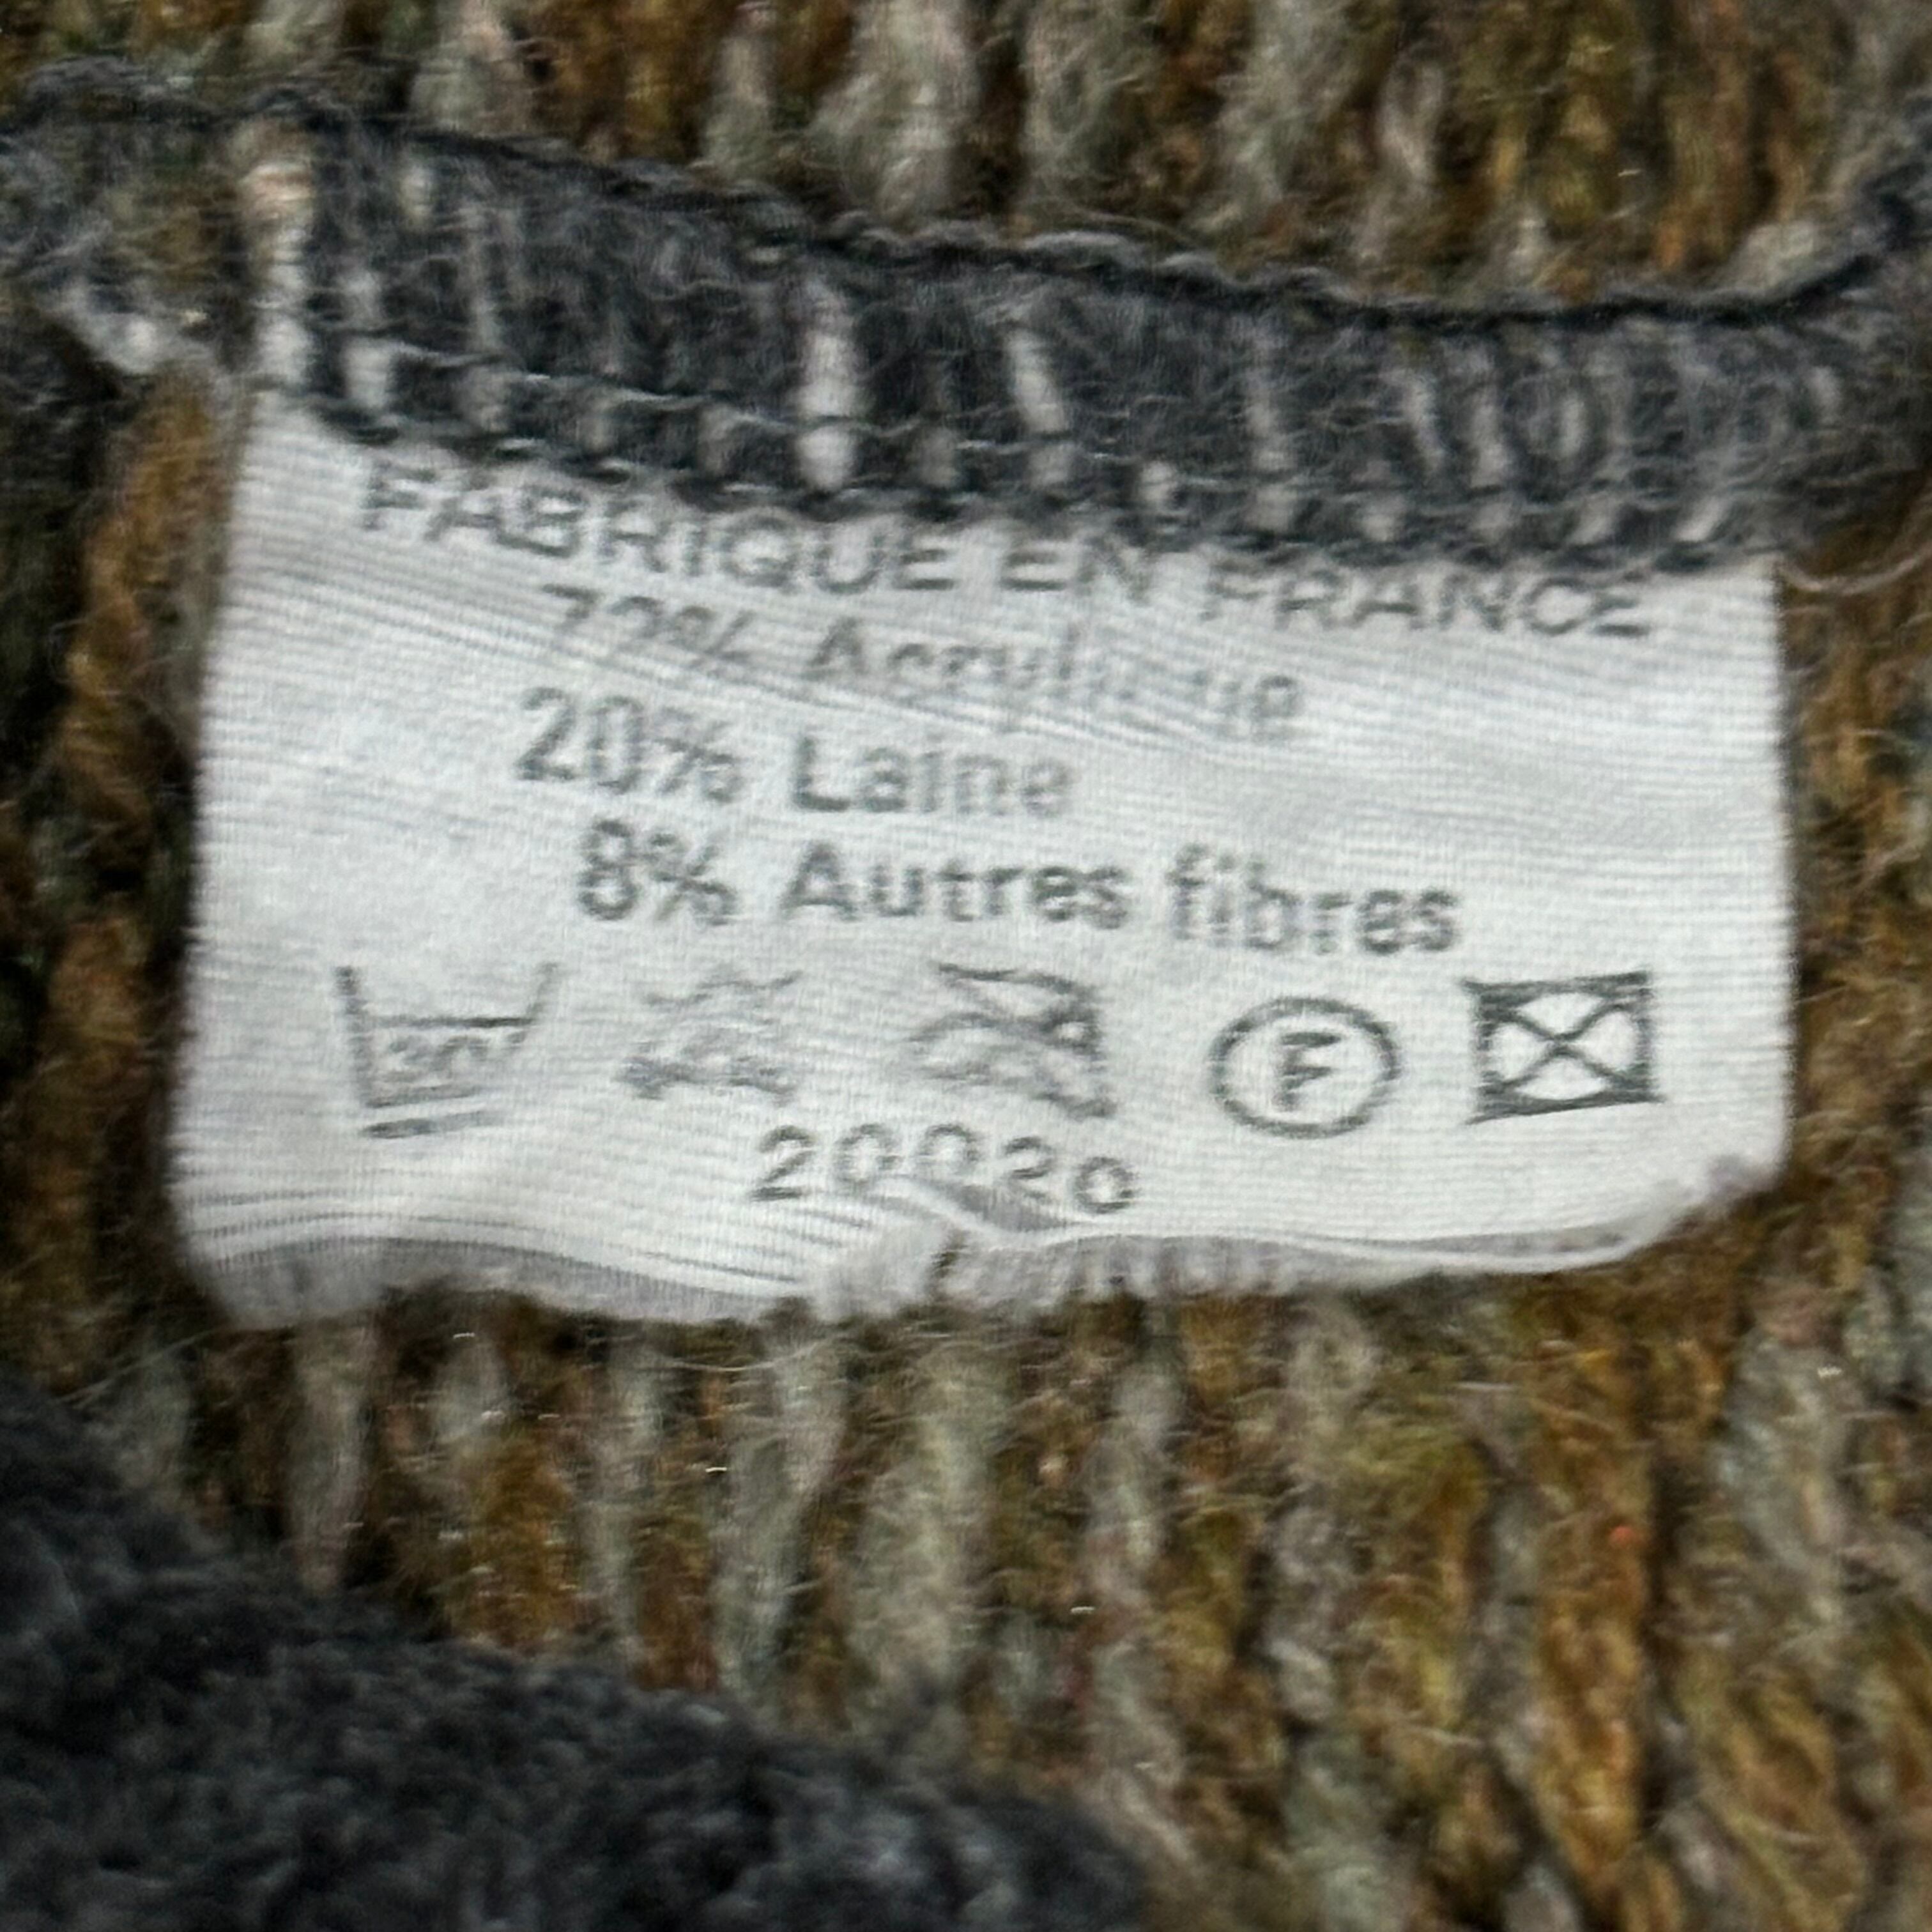 FABRIQUE EN FRANCE
72% Acrylique
20% Laine
8% Autres fibres
30° F
20020